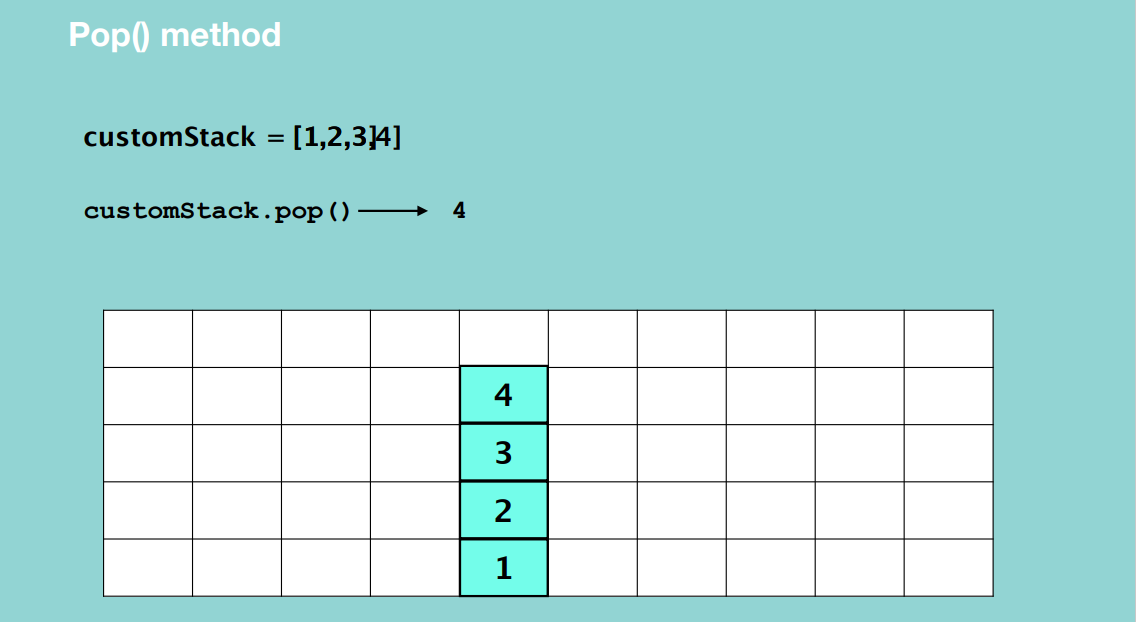 Pop() method
customStack = [1,2,3],4]
customStack.pop() ⟶ 4
4
3
2
1